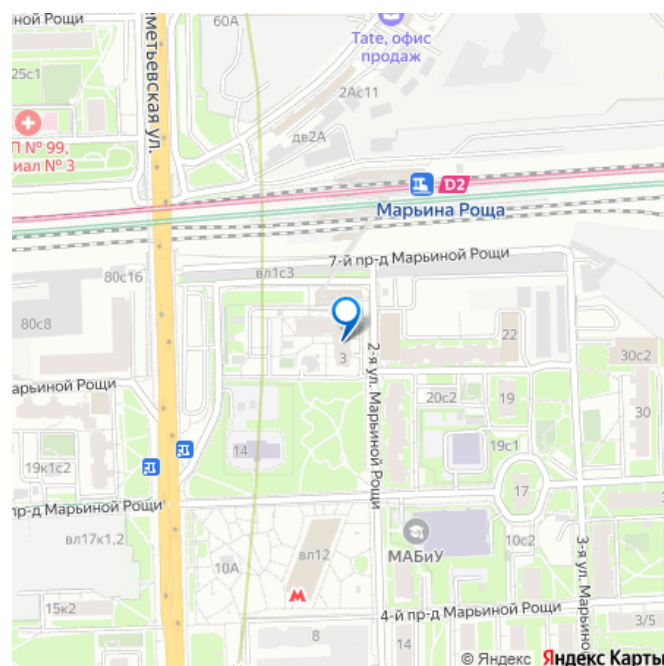 ной Рощи
60А
Tate, офис
продаж
25с1
2Ас11
дв2А
П № 99,
иал № 3
метьевская ул.
D2
Марьина Роща
7-й пр-д Марьиной Рощи
80с16
вл1с3
80с8
3
22
30с2
2-я ул. Марьиной Рощи
арьиной Рощи
20с2
19
30
19к1с2
14
19с1
17
пр-д Марьиной Рощи
вл17к1,2
вл12
МАБиУ
10с2
10А
3-я ул. Марьиной
15к2
4-й пр-д Марьиной Рощи
3/5
8
14
© Яндекс Яндекс Карты